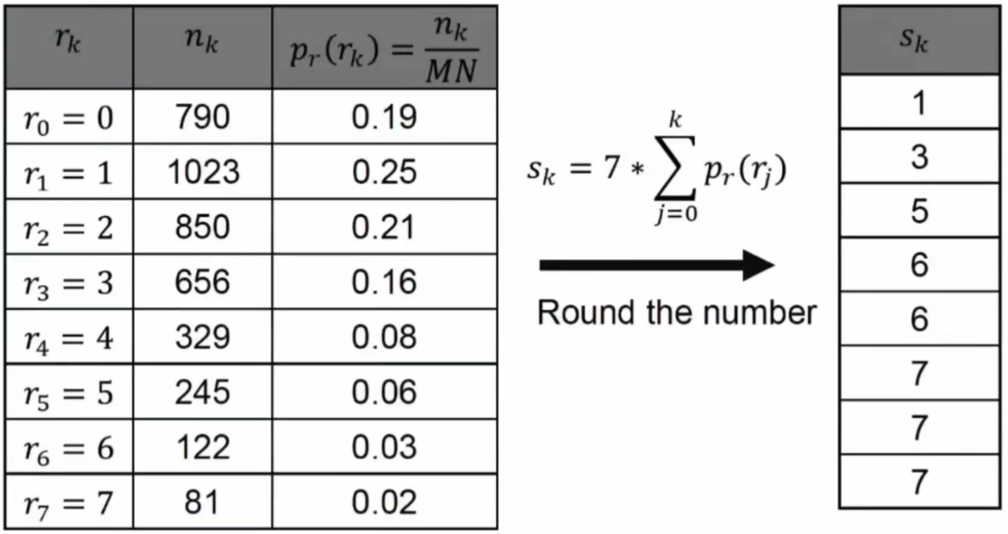 r_k n_k p_r(r_k) = n_k/MN
r_0 = 0 790 0.19
r_1 = 1 1023 0.25
r_2 = 2 850 0.21
r_3 = 3 656 0.16
r_4 = 4 329 0.08
r_5 = 5 245 0.06
r_6 = 6 122 0.03
r_7 = 7 81 0.02
s_k = 7 * ∑_{j=0}^{k} p_r(r_j)
Round the number
s_k
1
3
5
6
6
7
7
7